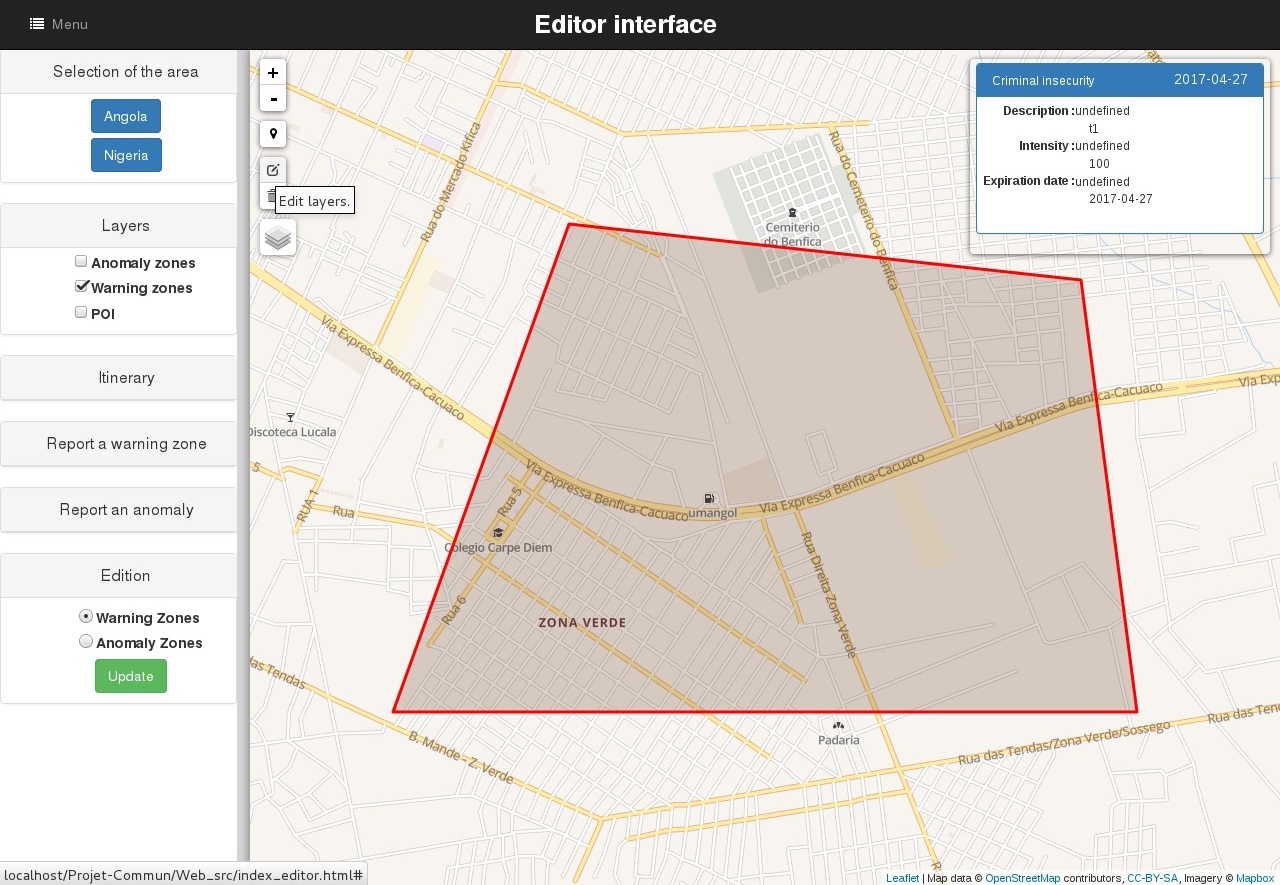 Menu
Editor interface
Selection of the area
Angola
Nigeria
Layers
Anomaly zones
Warning zones
POI
Itinerary
Report a warning zone
Report an anomaly
Edition
Warning Zones
Anomaly Zones
Update
+
-
Edit layers.
Criminal insecurity 2017-04-27
Description :undefined
t1
Intensity :undefined
100
Expiration date :undefined
2017-04-27
Rua do Mercado Kifica
Rua do Cemeterio do Benfica
Cemiterio
do Benfica
Via Expressa Benfica-Cacuaco
Via Expressa Benfica-Cacuaco
Via Exp
Discoteca Lucala
Via Expressa Benfica-Cacuaco
Via Expressa Benfica-Cacuaco
umangol
5
RUA 1
Rua
Rua 5
Colegio Carpe Diem
Rua 6
ZONA VERDE
Rua Direita Zona Verde
das Tendas
B. Mande - Z. Verde
Padaria
Rua das Tendas/Zona Verde/Sossego
Rua das Tend
R
localhost/Projet-Commun/Web_src/index_editor.html#
Leaflet | Map data © OpenStreetMap contributors, CC-BY-SA, Imagery © Mapbox